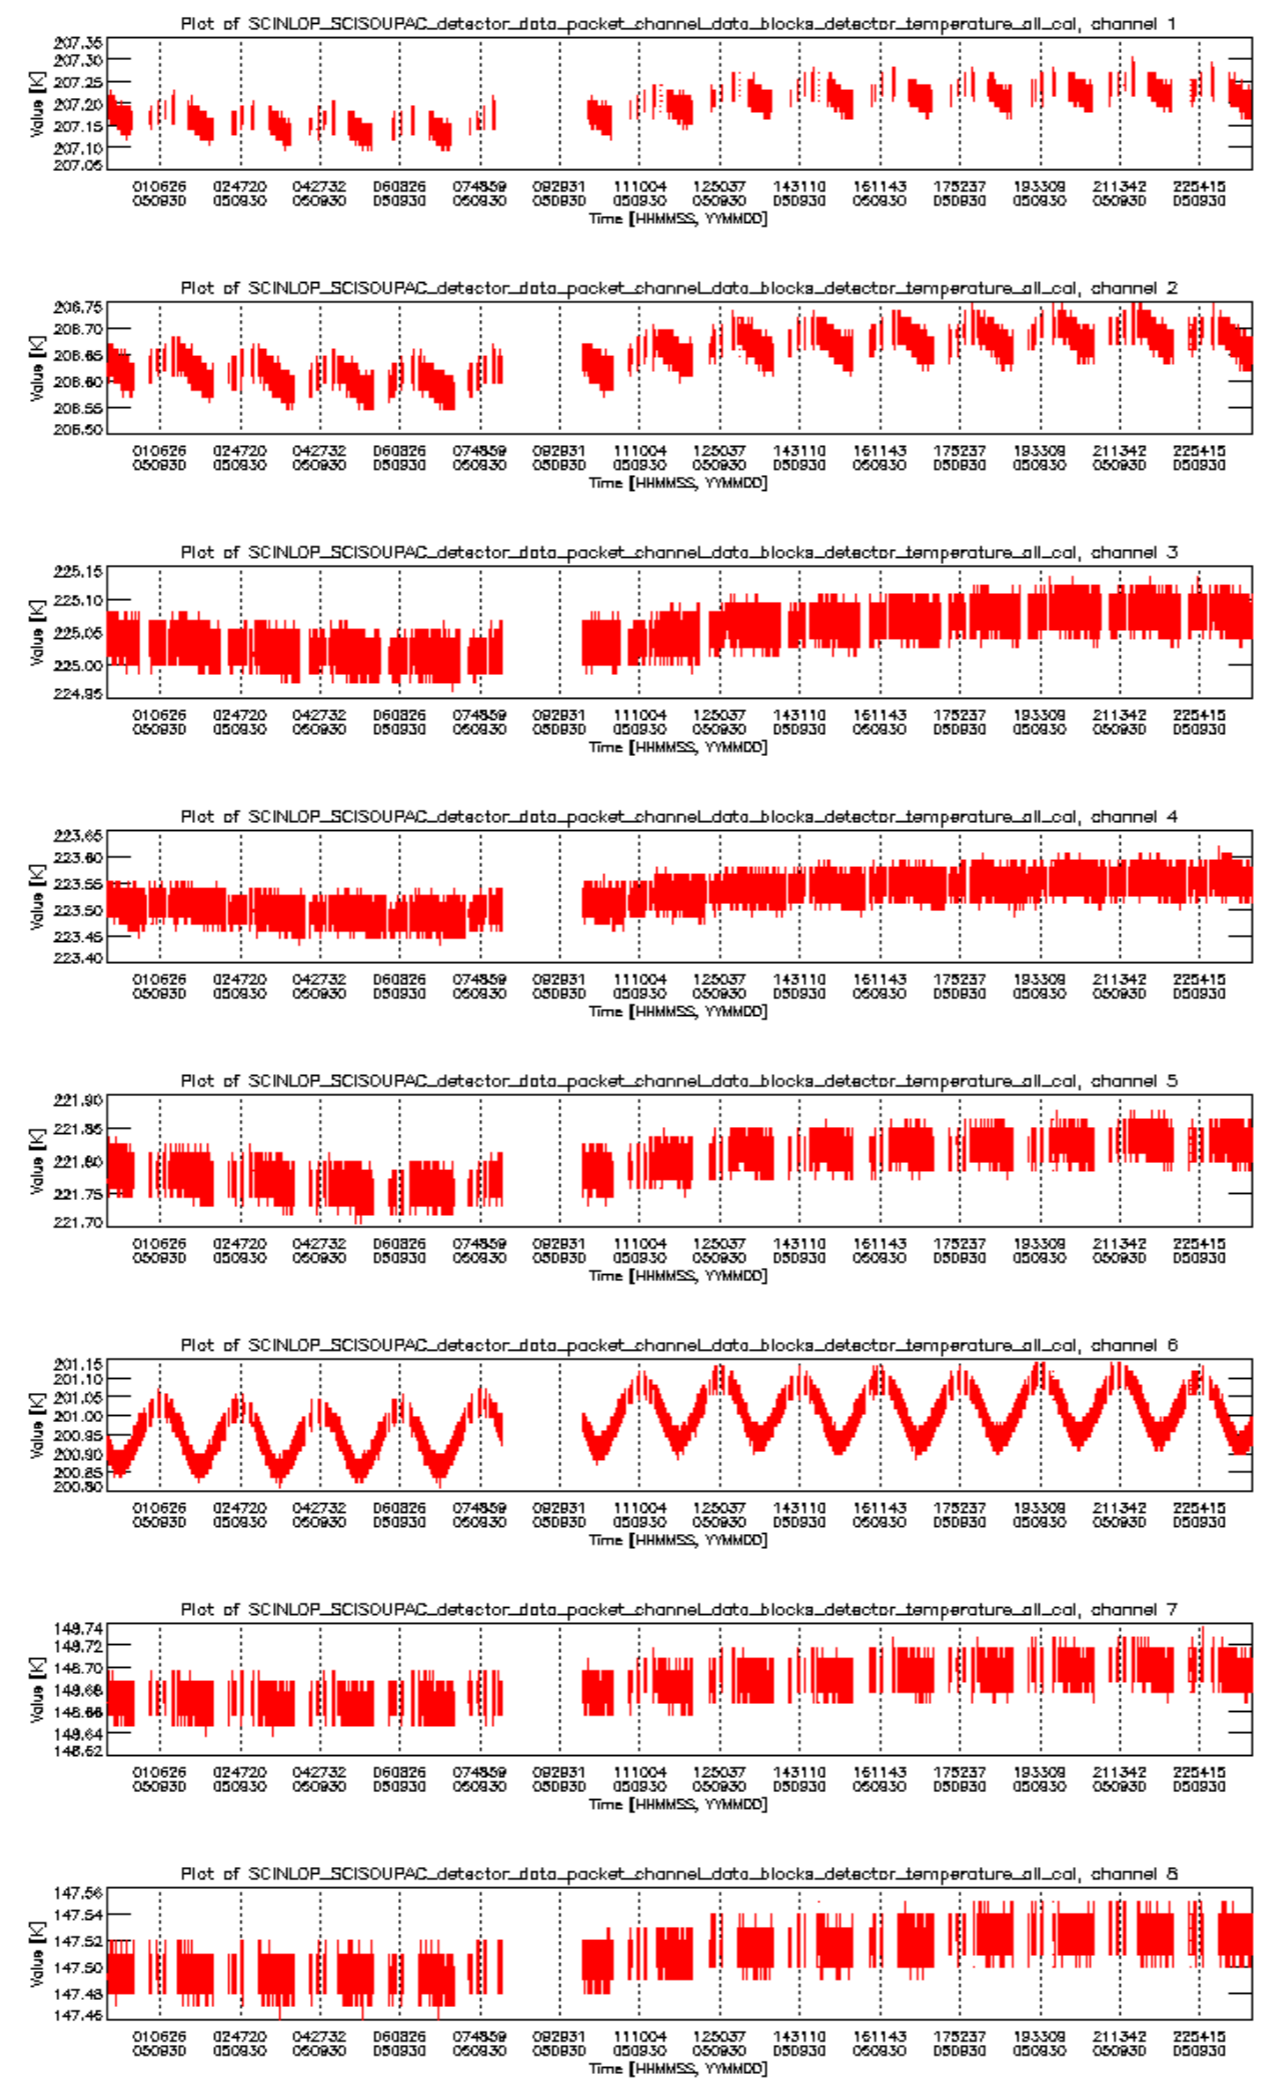 Plot of SCINLOP_SCISOUPAC_detector_data_packet_channel_data_blocks_detector_temperature_all_cal, channel 1
207.35
207.30
207.25
207.20
207.15
207.10
207.05
Value [K]
010626 024720 042732 060826 074859 092931 111004 125037 143110 161143 175237 193309 211342 225415
050930 050930 050930 050930 050930 050930 050930 050930 050930 050930 050930 050930 050930 050930
Time [HHMMSS, YYMMDD]
Plot of SCINLOP_SCISOUPAC_detector_data_packet_channel_data_blocks_detector_temperature_all_cal, channel 2
206.75
206.70
206.65
206.60
206.55
206.50
Value [K]
010626 024720 042732 060826 074859 092931 111004 125037 143110 161143 175237 193309 211342 225415
050930 050930 050930 050930 050930 050930 050930 050930 050930 050930 050930 050930 050930 050930
Time [HHMMSS, YYMMDD]
Plot of SCINLOP_SCISOUPAC_detector_data_packet_channel_data_blocks_detector_temperature_all_cal, channel 3
225.15
225.10
225.05
225.00
224.95
Value [K]
010626 024720 042732 060826 074859 092931 111004 125037 143110 161143 175237 193309 211342 225415
050930 050930 050930 050930 050930 050930 050930 050930 050930 050930 050930 050930 050930 050930
Time [HHMMSS, YYMMDD]
Plot of SCINLOP_SCISOUPAC_detector_data_packet_channel_data_blocks_detector_temperature_all_cal, channel 4
223.65
223.60
223.55
223.50
223.45
223.40
Value [K]
010626 024720 042732 060826 074859 092931 111004 125037 143110 161143 175237 193309 211342 225415
050930 050930 050930 050930 050930 050930 050930 050930 050930 050930 050930 050930 050930 050930
Time [HHMMSS, YYMMDD]
Plot of SCINLOP_SCISOUPAC_detector_data_packet_channel_data_blocks_detector_temperature_all_cal, channel 5
221.90
221.85
221.80
221.75
221.70
Value [K]
010626 024720 042732 060826 074859 092931 111004 125037 143110 161143 175237 193309 211342 225415
050930 050930 050930 050930 050930 050930 050930 050930 050930 050930 050930 050930 050930 050930
Time [HHMMSS, YYMMDD]
Plot of SCINLOP_SCISOUPAC_detector_data_packet_channel_data_blocks_detector_temperature_all_cal, channel 6
201.15
201.10
201.05
201.00
200.95
200.90
200.85
200.80
Value [K]
010626 024720 042732 060826 074859 092931 111004 125037 143110 161143 175237 193309 211342 225415
050930 050930 050930 050930 050930 050930 050930 050930 050930 050930 050930 050930 050930 050930
Time [HHMMSS, YYMMDD]
Plot of SCINLOP_SCISOUPAC_detector_data_packet_channel_data_blocks_detector_temperature_all_cal, channel 7
148.74
148.72
148.70
148.68
148.66
148.64
148.62
Value [K]
010626 024720 042732 060826 074859 092931 111004 125037 143110 161143 175237 193309 211342 225415
050930 050930 050930 050930 050930 050930 050930 050930 050930 050930 050930 050930 050930 050930
Time [HHMMSS, YYMMDD]
Plot of SCINLOP_SCISOUPAC_detector_data_packet_channel_data_blocks_detector_temperature_all_cal, channel 8
147.56
147.54
147.52
147.50
147.48
147.46
Value [K]
010626 024720 042732 060826 074859 092931 111004 125037 143110 161143 175237 193309 211342 225415
050930 050930 050930 050930 050930 050930 050930 050930 050930 050930 050930 050930 050930 050930
Time [HHMMSS, YYMMDD]